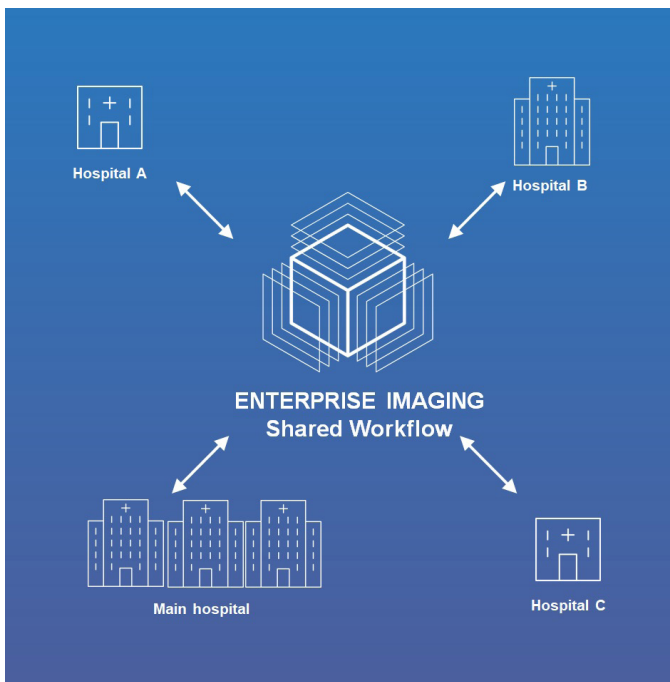 Hospital A
Hospital B
ENTERPRISE IMAGING
Shared Workflow
Main hospital
Hospital C